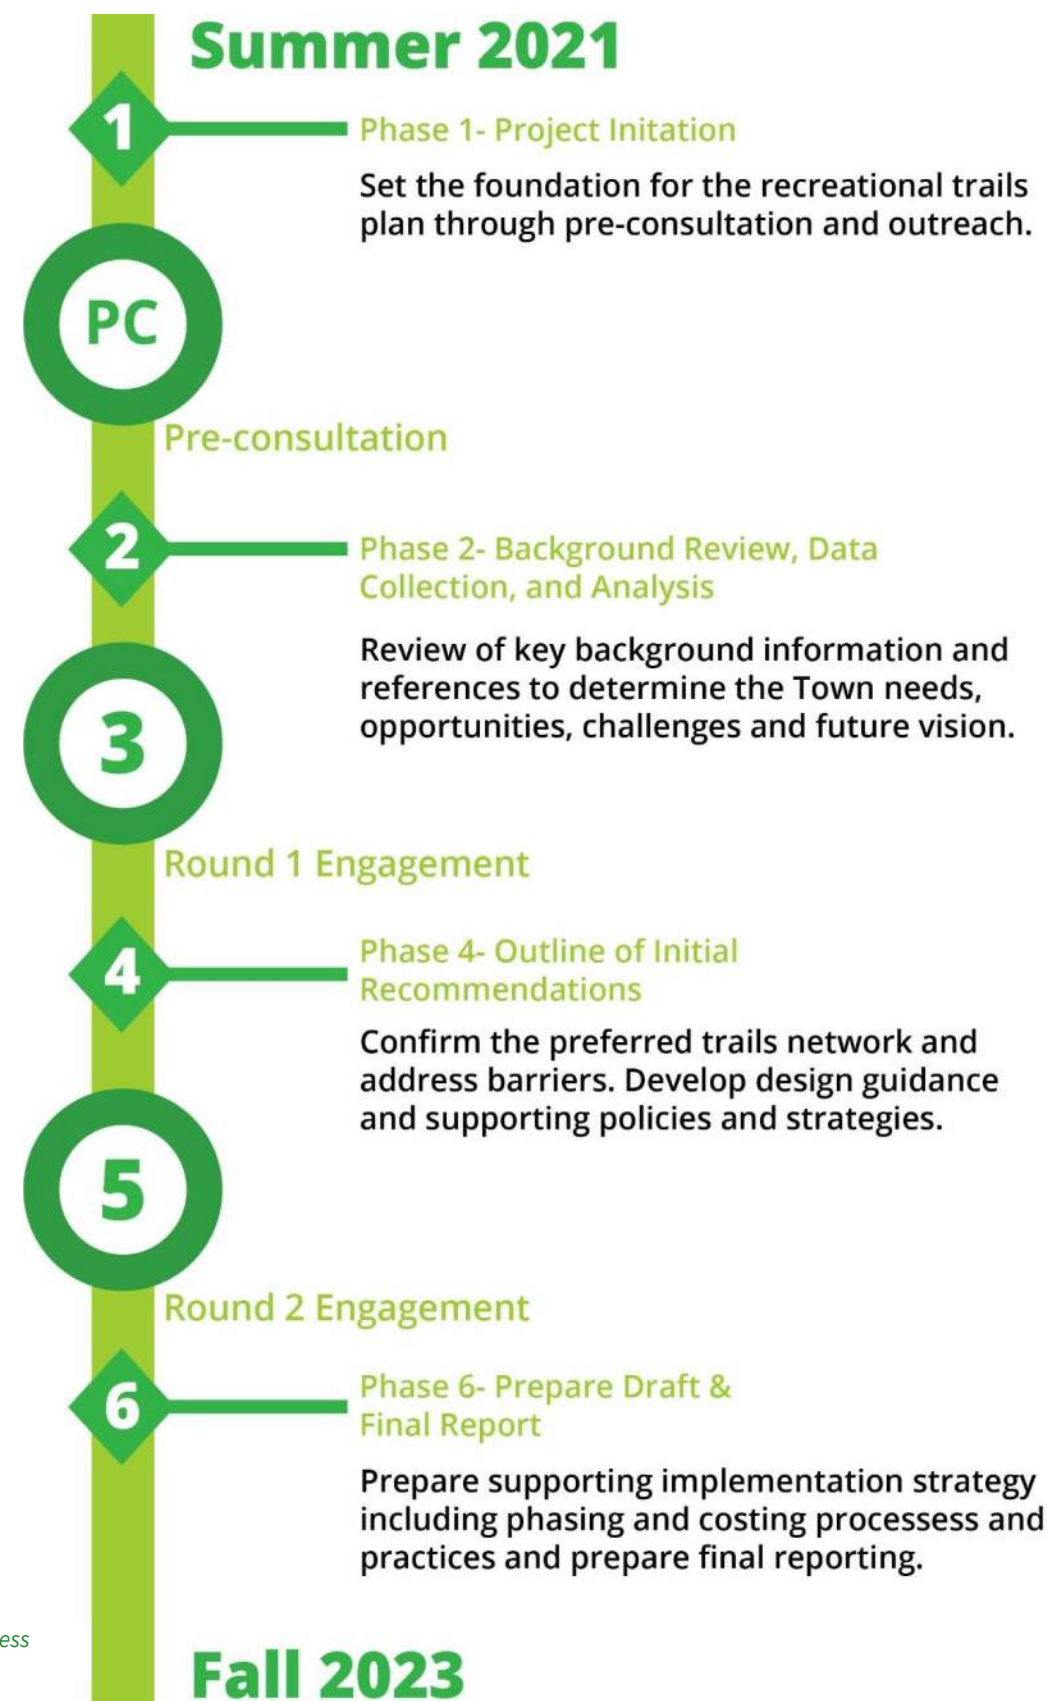 Summer 2021
1
Phase 1- Project Initation
Set the foundation for the recreational trails
plan through pre-consultation and outreach.
PC
Pre-consultation
2
Phase 2- Background Review, Data
Collection, and Analysis
Review of key background information and
references to determine the Town needs,
opportunities, challenges and future vision.
3
Round 1 Engagement
4
Phase 4- Outline of Initial
Recommendations
Confirm the preferred trails network and
address barriers. Develop design guidance
and supporting policies and strategies.
5
Round 2 Engagement
6
Phase 6- Prepare Draft &
Final Report
Prepare supporting implementation strategy
including phasing and costing processess and
practices and prepare final reporting.
ess
Fall 2023